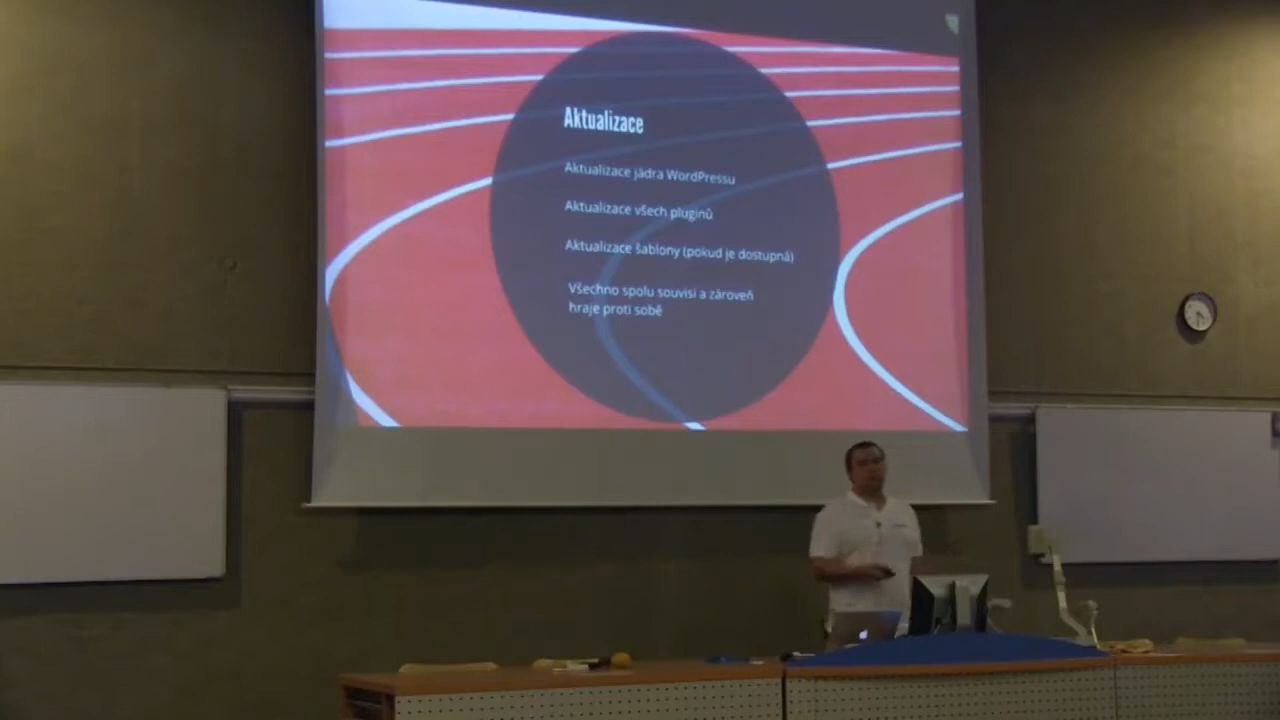 Aktualizace
Aktualizace jádra WordPressu
Aktualizace všech pluginů
Aktualizace šablony (pokud je dostupná)
Všechno spolu souvisí a zároveň
hraje proti sobě